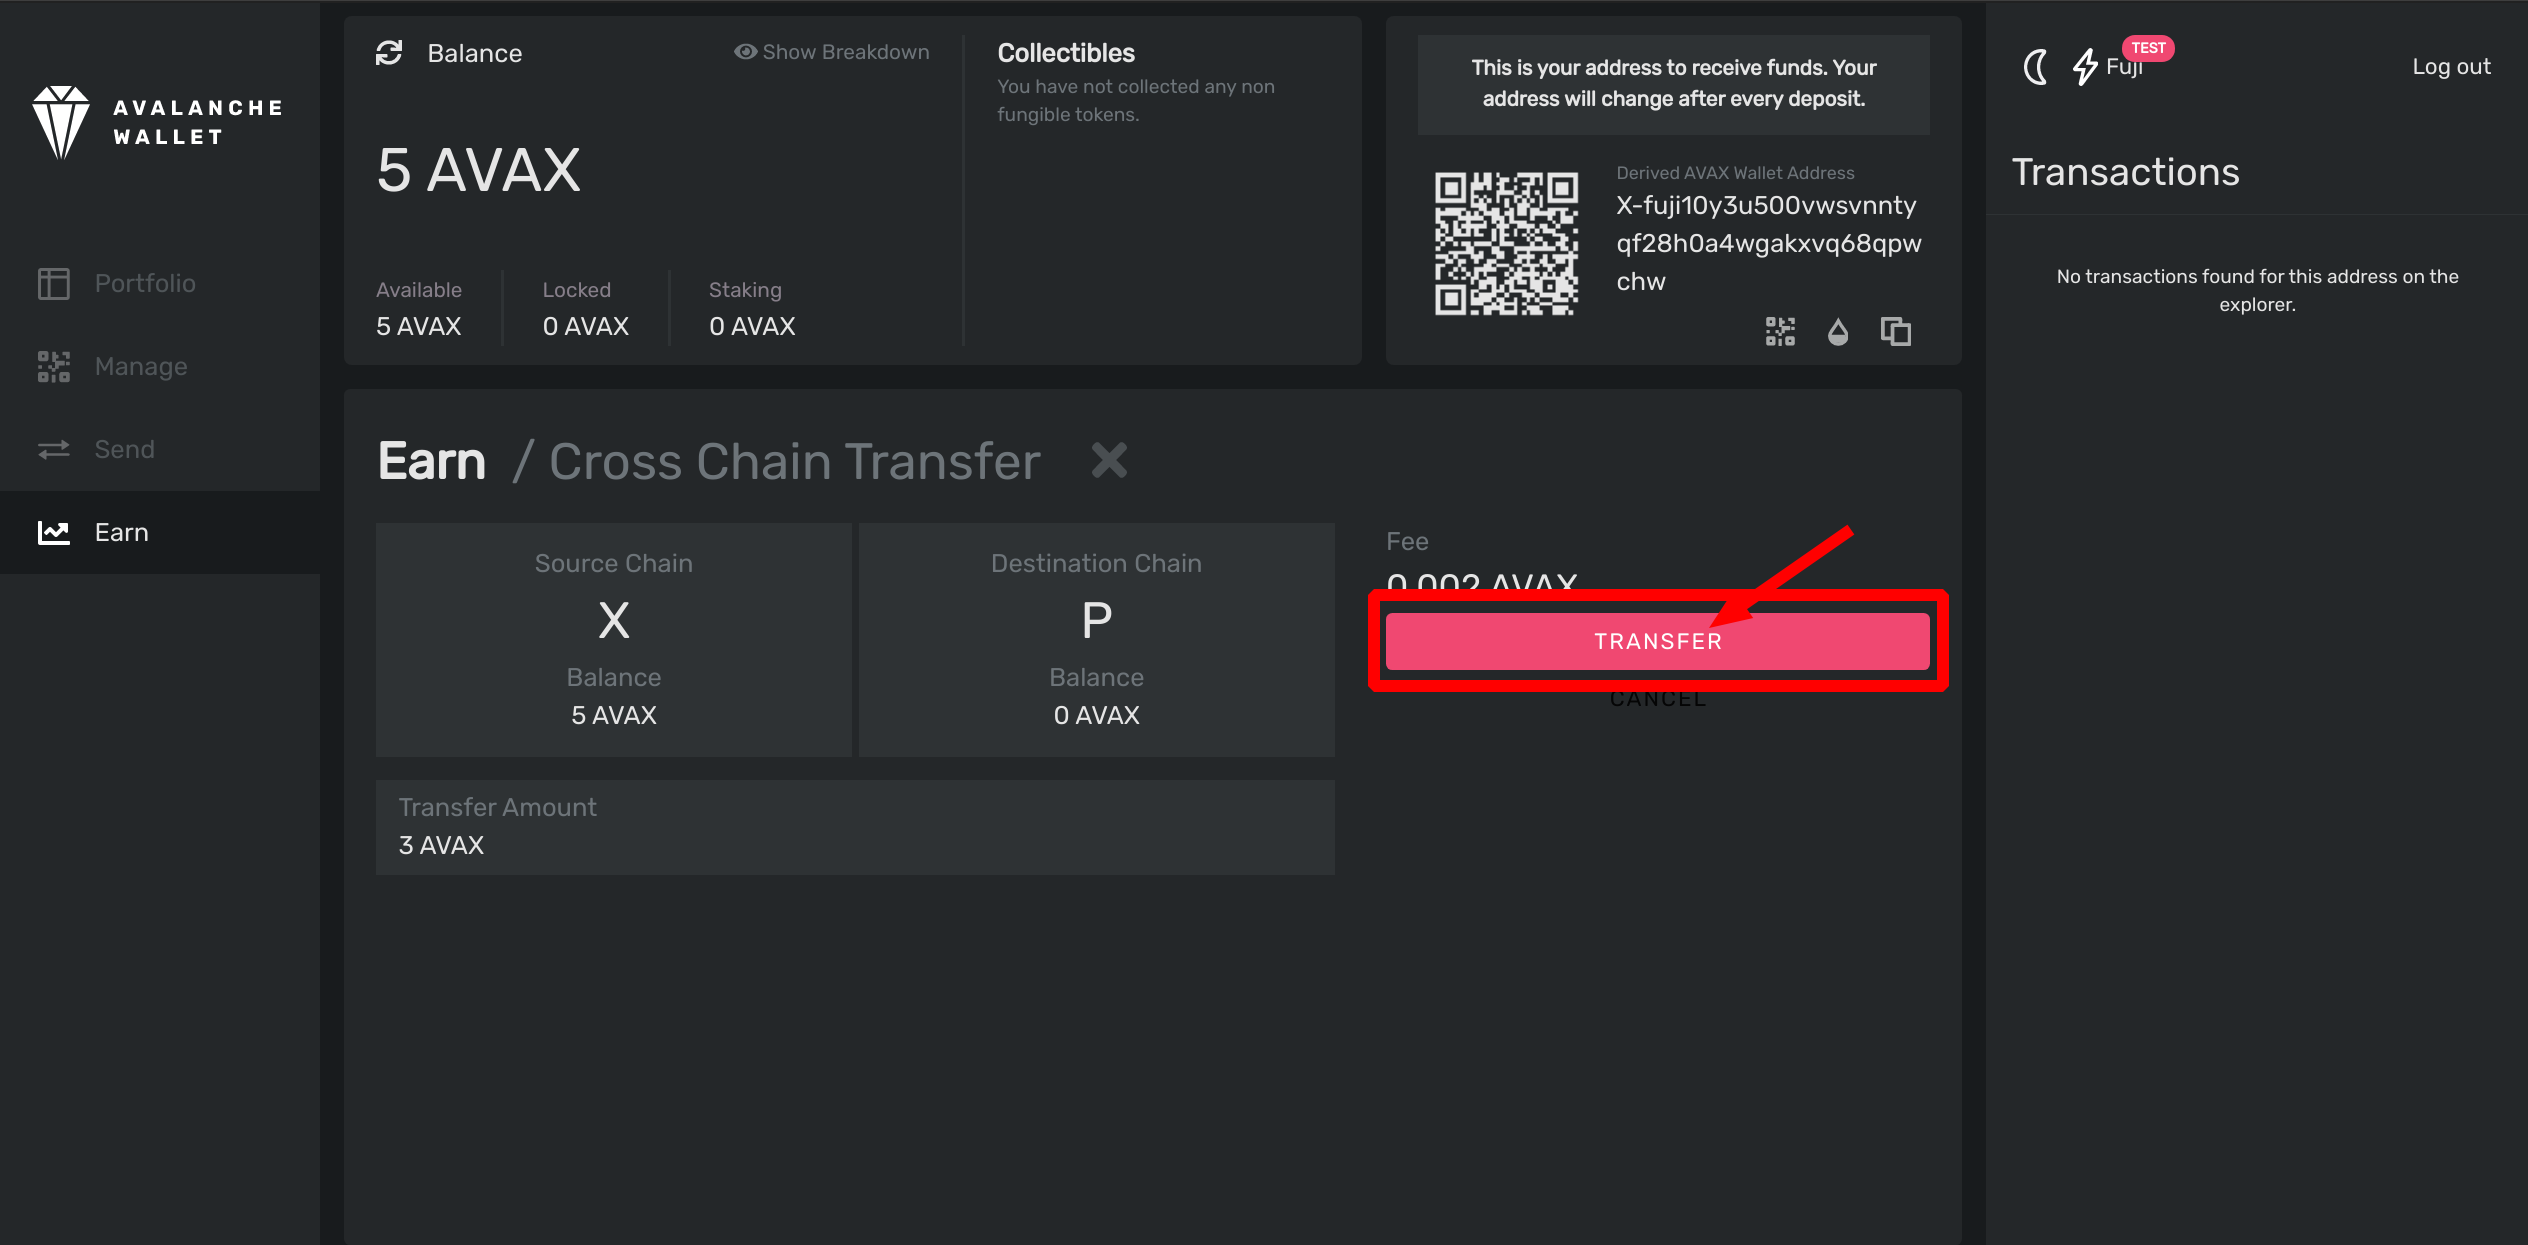 AVALANCHE
WALLET
Portfolio
Manage
Send
Earn
Balance
Show Breakdown
5 AVAX
Available
5 AVAX
Locked
0 AVAX
Staking
0 AVAX
Collectibles
You have not collected any non
fungible tokens.
This is your address to receive funds. Your
address will change after every deposit.
Derived AVAX Wallet Address
X-fuji10y3u500vwsvnnty
qf28h0a4wgakxvq68qpw
chw
Earn / Cross Chain Transfer
Source Chain
X
Balance
5 AVAX
Destination Chain
P
Balance
0 AVAX
Transfer Amount
3 AVAX
Fee
0.002 AVAX
TRANSFER
CANCEL
TEST
Fuji
Log out
Transactions
No transactions found for this address on the
explorer.